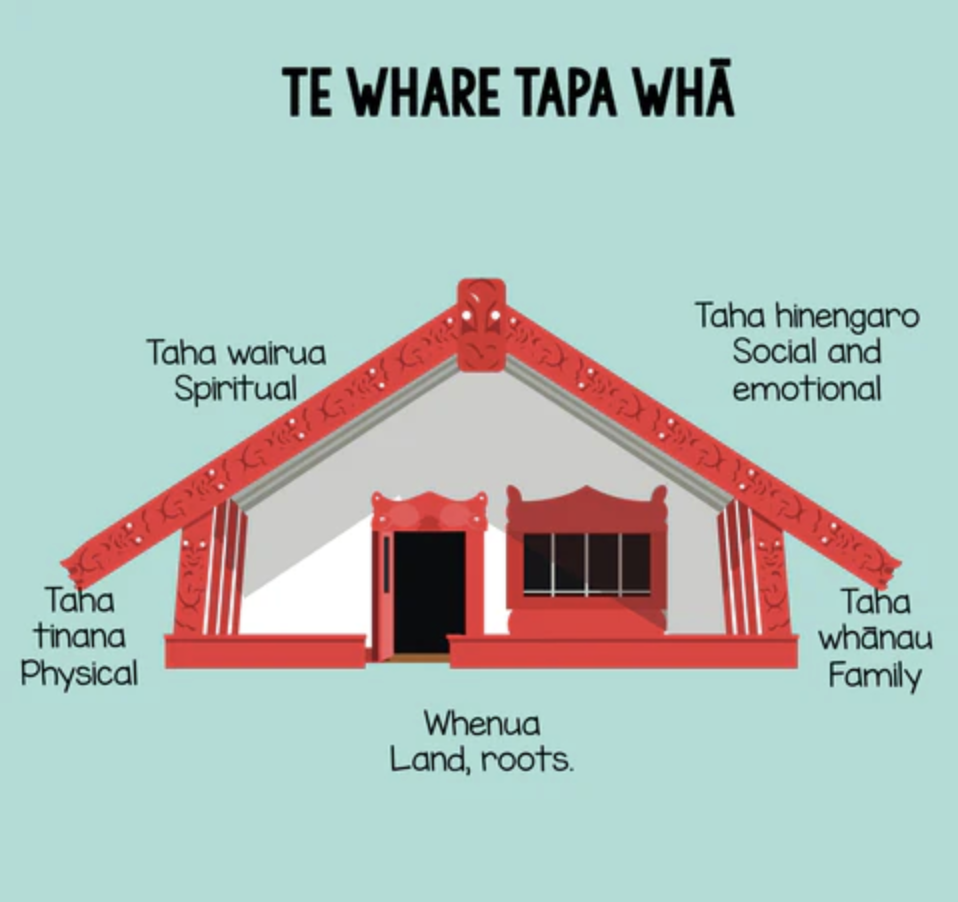 TE WHARE TAPA WHĀ
Taha wairua
Spiritual
Taha hinengaro
Social and
emotional
Taha
tinana
Physical
Taha
whānau
Family
Whenua
Land, roots.